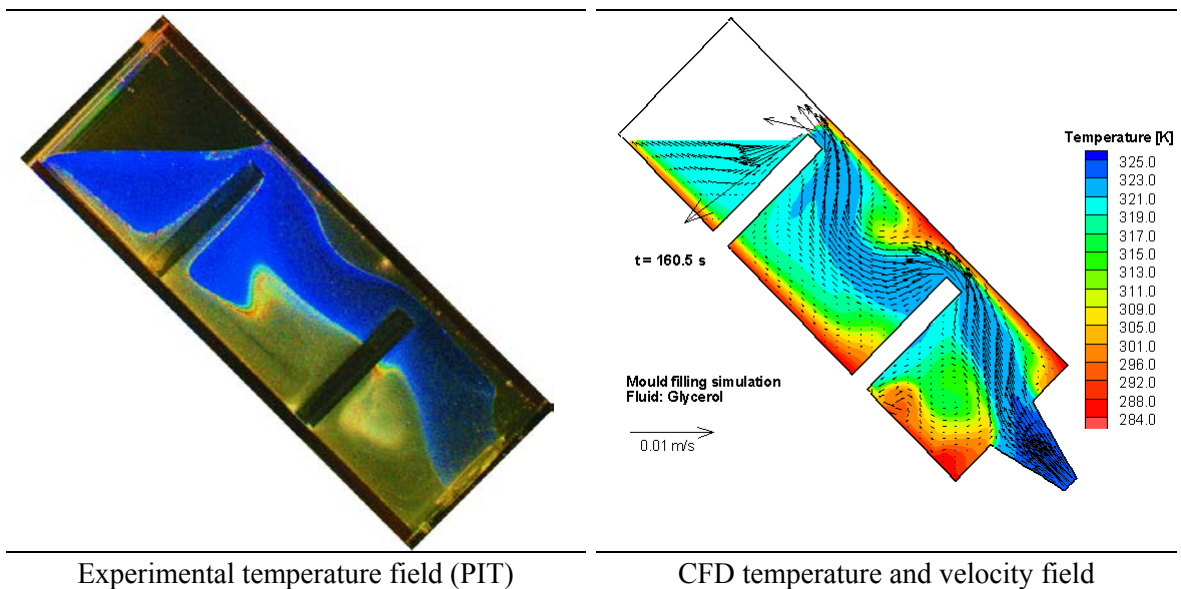 Temperature [K]
325.0
323.0
321.0
319.0
317.0
315.0
313.0
311.0
309.0
305.0
301.0
296.0
292.0
288.0
284.0
t = 160.5 s
Mould filling simulation
Fluid: Glycerol
0.01 m/s
Experimental temperature field (PIT)
CFD temperature and velocity field